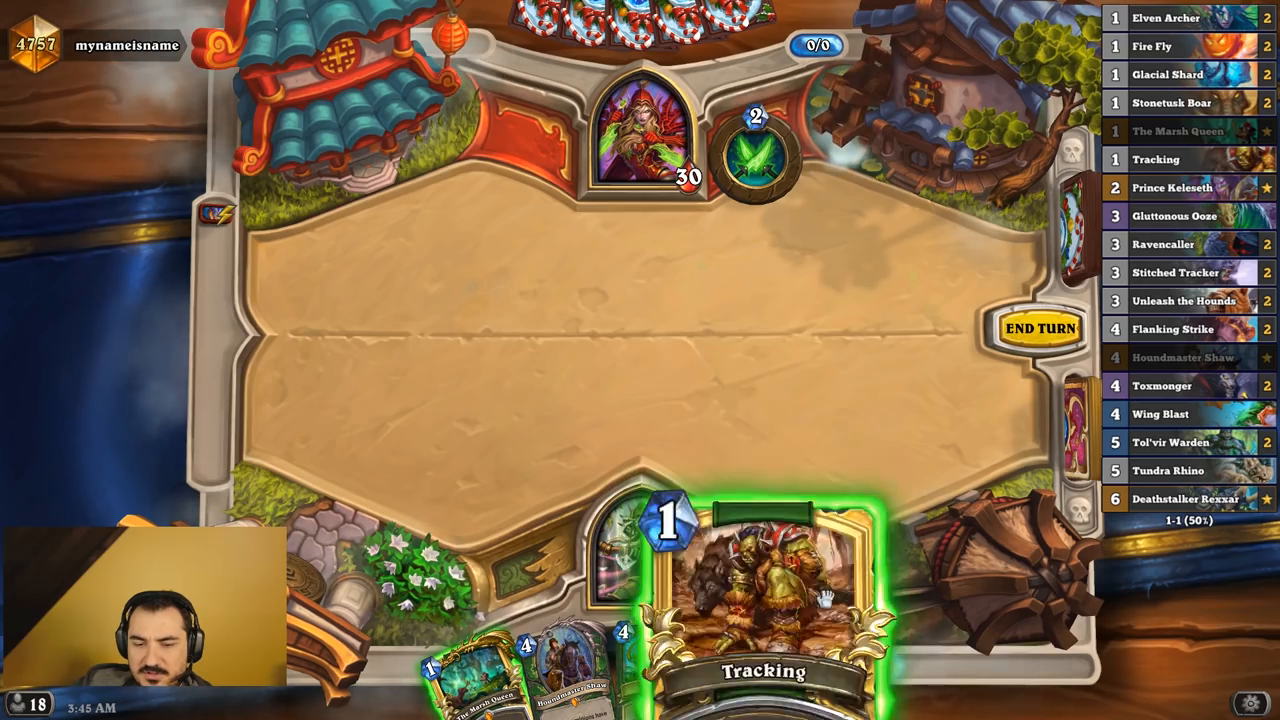 4757
mynameisname
0/0
2
30
END TURN
1 Elven Archer 2
1 Fire Fly 2
1 Glacial Shard 2
1 Stonetusk Boar 2
1 The Marsh Queen
1 Tracking
2 Prince Keleseth
3 Gluttonous Ooze
3 Ravencaller 2
3 Stitched Tracker 2
3 Unleash the Hounds 2
4 Flanking Strike 2
4 Houndmaster Shaw
4 Toxmonger 2
4 Wing Blast
5 Tol'vir Warden 2
5 Tundra Rhino
6 Deathstalker Rexxar
1-1 (50%)
1
The Marsh Queen
4
Houndmaster Shaw
4
1
Tracking
18
3:45 AM